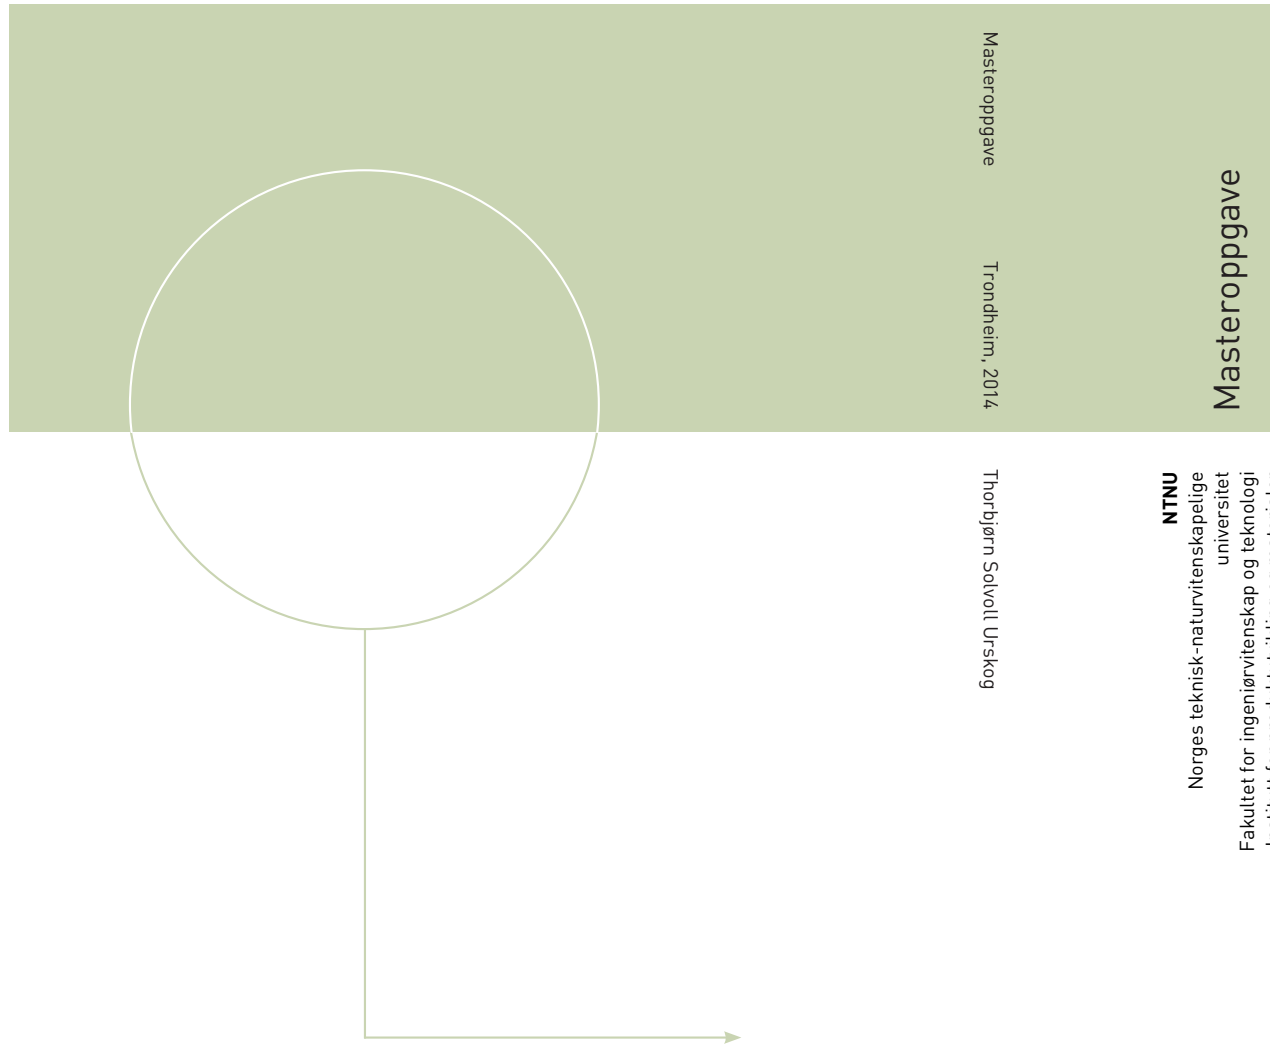 Masteroppgave
Trondheim, 2014
Thorbjørn Solvoll Urskog
Masteroppgave
NTNU
Norges teknisk-naturvitenskapelige
universitet
Fakultet for ingeniørvitenskap og teknologi